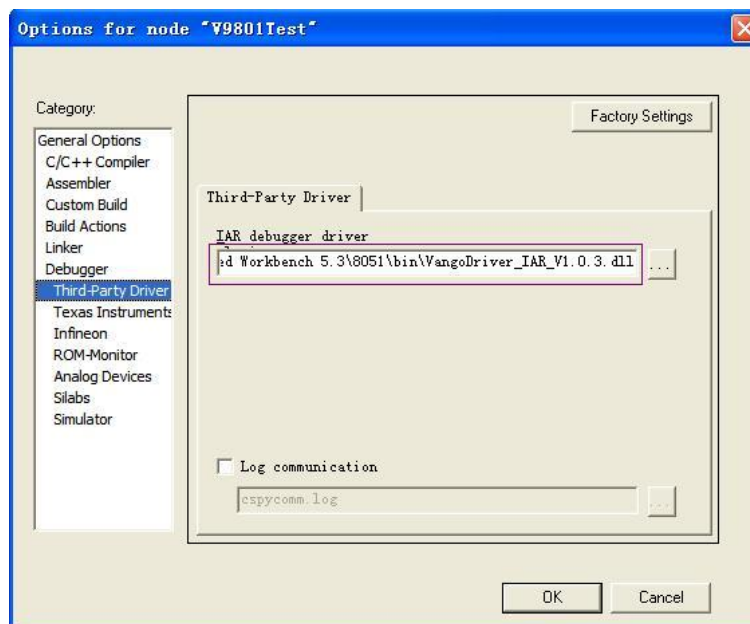 Options for node "V9801Test"
Category:
Factory Settings
General Options
C/C++ Compiler
Assembler
Custom Build
Build Actions
Linker
Debugger
Third-Party Driver
Texas Instruments
Infineon
ROM-Monitor
Analog Devices
Silabs
Simulator
Third-Party Driver
IAR debugger driver
ed Workbench 5.3\8051\bin\VangoDriver_IAR_V1.0.3.dll
...
Log communication
cspycomm.log
...
OK
Cancel